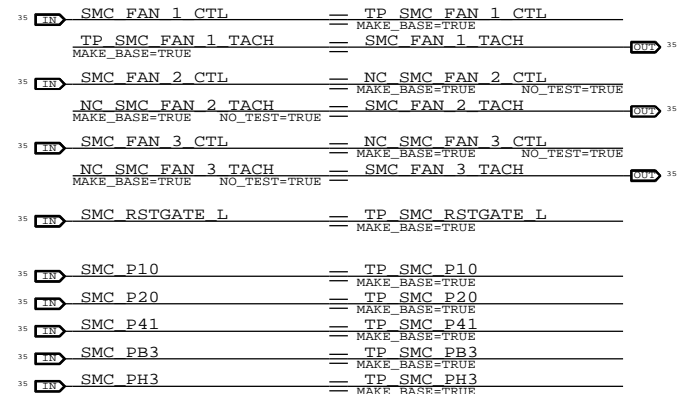 35 IN SMC_FAN_1_CTL TP_SMC_FAN_1_CTL
MAKE_BASE=TRUE
TP_SMC_FAN_1_TACH SMC_FAN_1_TACH OUT 35
MAKE_BASE=TRUE
35 IN SMC_FAN_2_CTL NC_SMC_FAN_2_CTL
MAKE_BASE=TRUE NO_TEST=TRUE
NC_SMC_FAN_2_TACH SMC_FAN_2_TACH OUT 35
MAKE_BASE=TRUE NO_TEST=TRUE
35 IN SMC_FAN_3_CTL NC_SMC_FAN_3_CTL
MAKE_BASE=TRUE NO_TEST=TRUE
NC_SMC_FAN_3_TACH SMC_FAN_3_TACH OUT 35
MAKE_BASE=TRUE NO_TEST=TRUE
35 IN SMC_RSTGATE_L TP_SMC_RSTGATE_L
MAKE_BASE=TRUE
35 IN SMC_P10 TP_SMC_P10
MAKE_BASE=TRUE
35 IN SMC_P20 TP_SMC_P20
MAKE_BASE=TRUE
35 IN SMC_P41 TP_SMC_P41
MAKE_BASE=TRUE
35 IN SMC_PB3 TP_SMC_PB3
MAKE_BASE=TRUE
35 IN SMC_PH3 TP_SMC_PH3
MAKE_BASE=TRUE